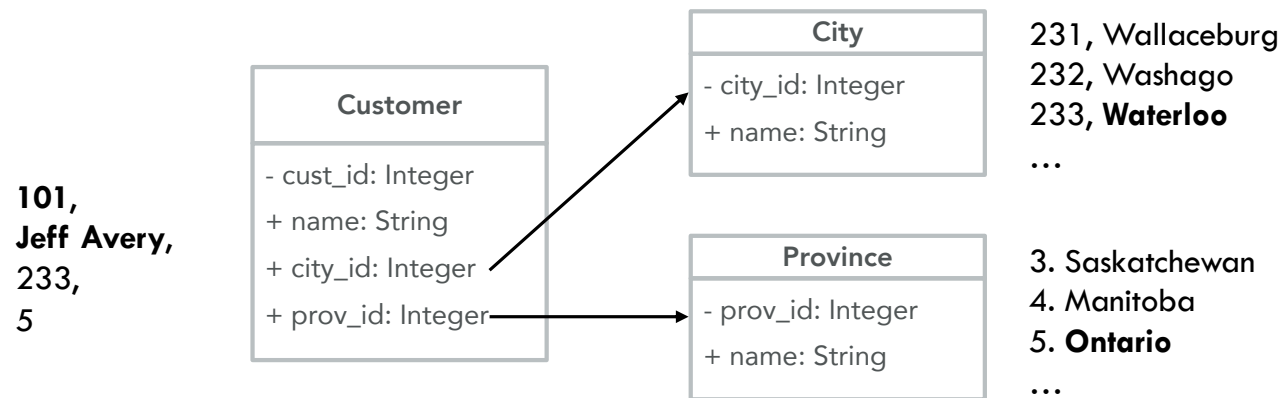 101,
Jeff Avery,
233,
5
Customer
- cust_id: Integer
+ name: String
+ city_id: Integer
+ prov_id: Integer
City
- city_id: Integer
+ name: String
231, Wallaceburg
232, Washago
233, Waterloo
…
Province
- prov_id: Integer
+ name: String
3. Saskatchewan
4. Manitoba
5. Ontario
…